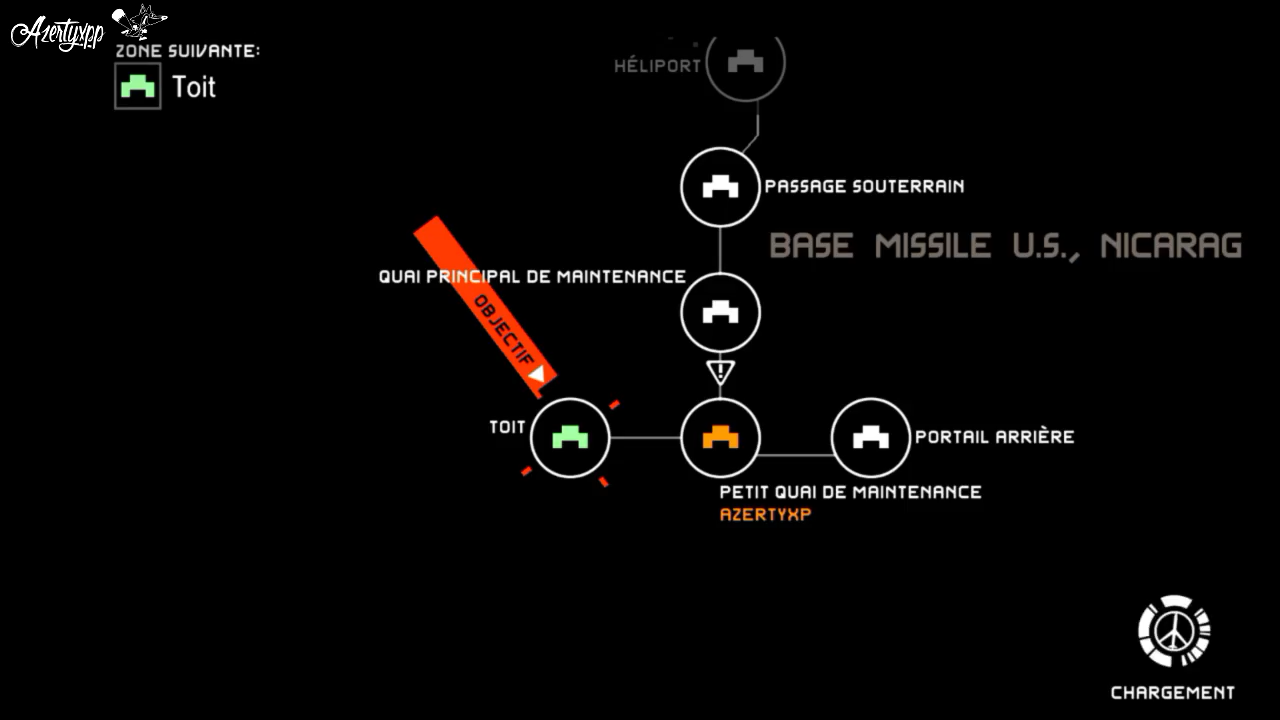 Azertyxpp
ZONE SUIVANTE:
Toit
HÉLIPORT
PASSAGE SOUTERRAIN
BASE MISSILE U.S., NICARAG
QUAI PRINCIPAL DE MAINTENANCE
OBJECTIF
TOIT
PORTAIL ARRIÈRE
PETIT QUAI DE MAINTENANCE
AZERTYXP
CHARGEMENT